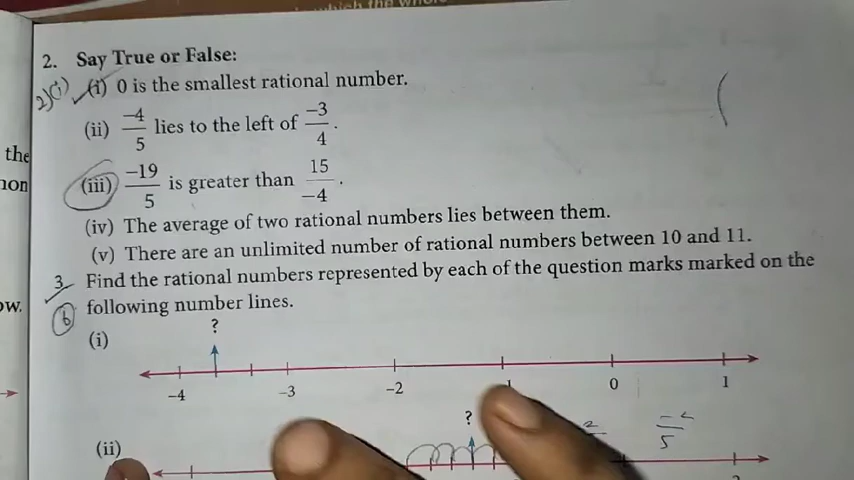 which the
2. Say True or False:
2)(i) (i) 0 is the smallest rational number.
(ii) -4/5 lies to the left of -3/4.
(iii) -19/5 is greater than 15/-4.
(iv) The average of two rational numbers lies between them.
(v) There are an unlimited number of rational numbers between 10 and 11.
3 Find the rational numbers represented by each of the question marks marked on the
6 following number lines.
(i) ?
-4 -3 -2 0 1
(ii) ?
the
ow.